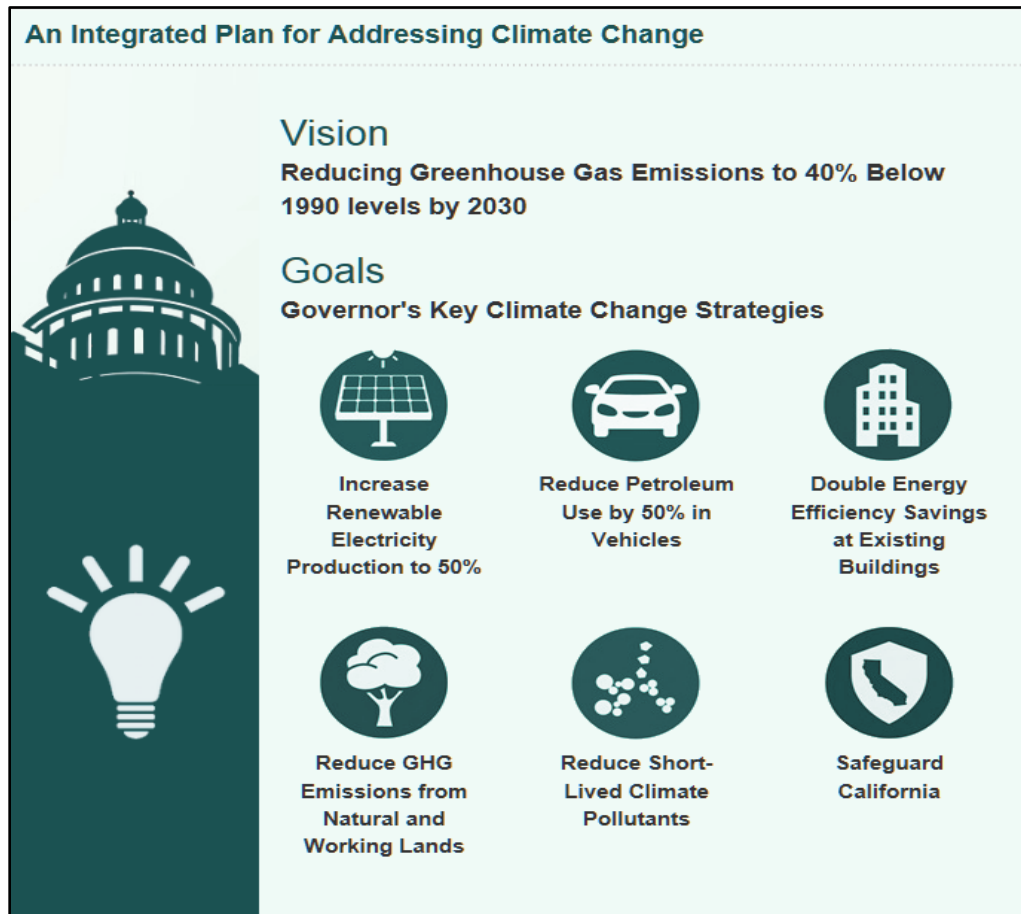 An Integrated Plan for Addressing Climate Change
Vision
Reducing Greenhouse Gas Emissions to 40% Below
1990 levels by 2030
Goals
Governor's Key Climate Change Strategies
Increase
Renewable
Electricity
Production to 50%
Reduce Petroleum
Use by 50% in
Vehicles
Double Energy
Efficiency Savings
at Existing
Buildings
Reduce GHG
Emissions from
Natural and
Working Lands
Reduce Short-
Lived Climate
Pollutants
Safeguard
California